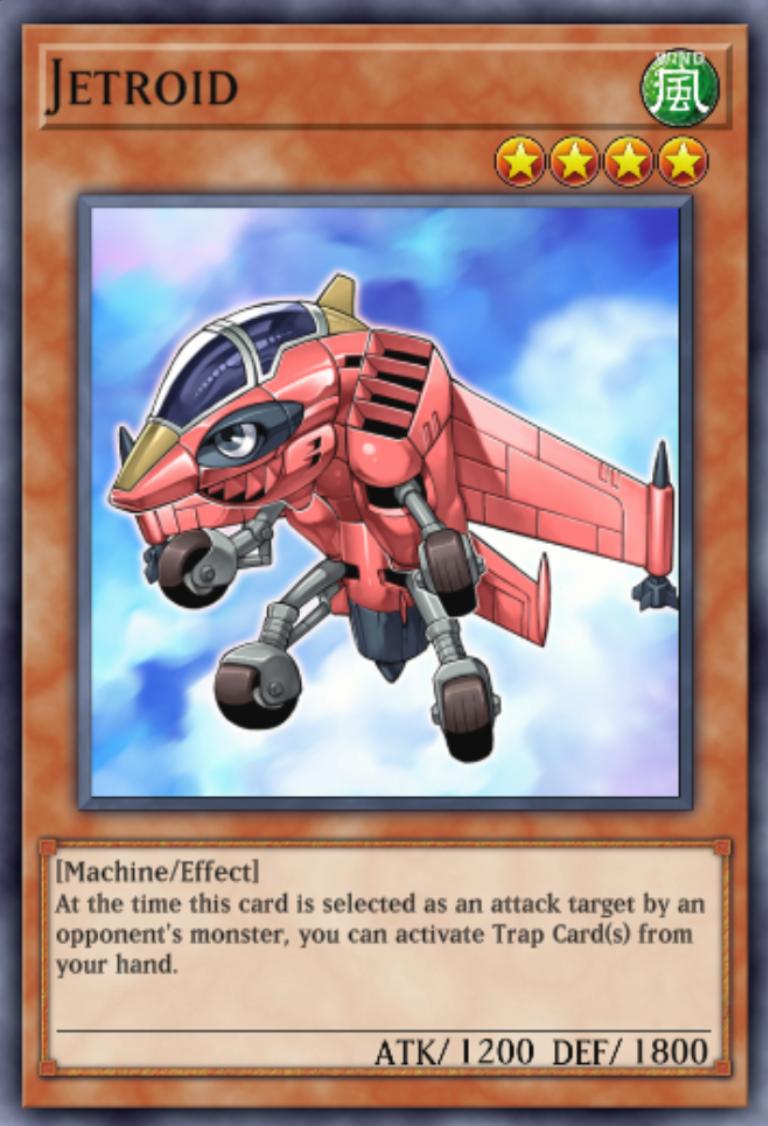 JETROID
WIND
風
[Machine/Effect]
At the time this card is selected as an attack target by an
opponent's monster, you can activate Trap Card(s) from
your hand.
ATK/ 1200 DEF/ 1800